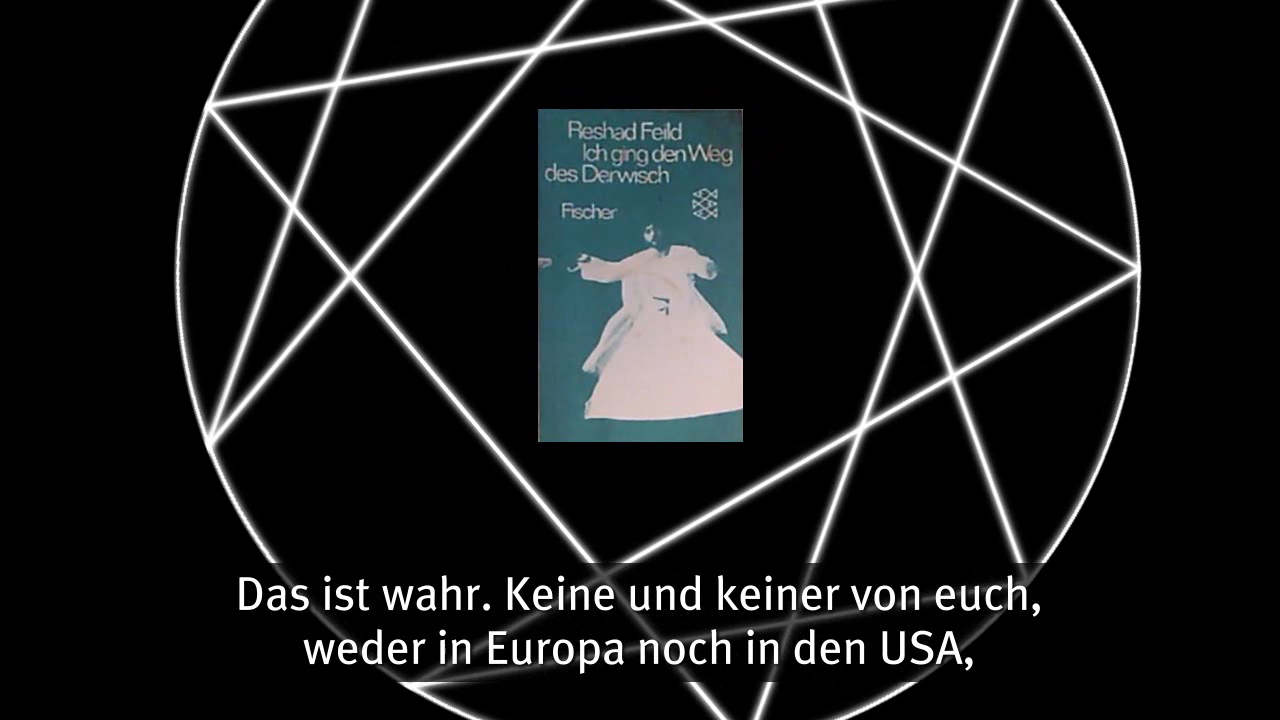 Reshad Feild
Ich ging den Weg
des Derwisch
Fischer
Das ist wahr. Keine und keiner von euch,
weder in Europa noch in den USA,